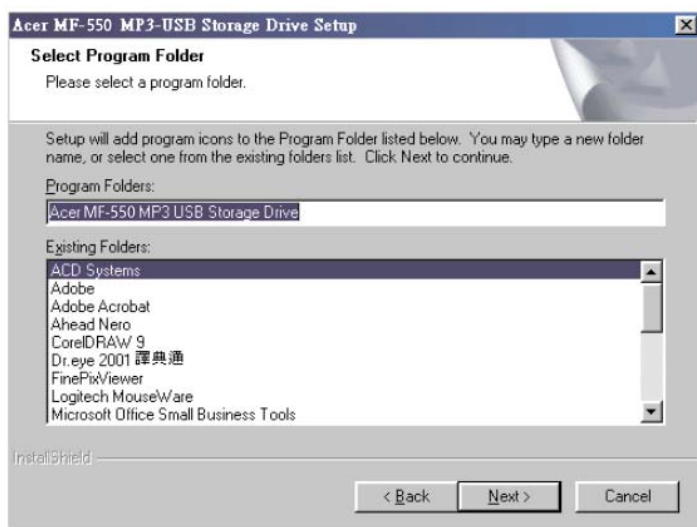 Acer MF-550 MP3-USB Storage Drive Setup
Select Program Folder
Please select a program folder.
Setup will add program icons to the Program Folder listed below. You may type a new folder
name, or select one from the existing folders list. Click Next to continue.
Program Folders:
Acer MF-550 MP3 USB Storage Drive
Existing Folders:
ACD Systems
Adobe
Adobe Acrobat
Ahead Nero
CorelDRAW 9
Dr.eye 2001 譯典通
FinePixViewer
Logitech MouseWare
Microsoft Office Small Business Tools
InstallShield
< Back Next > Cancel